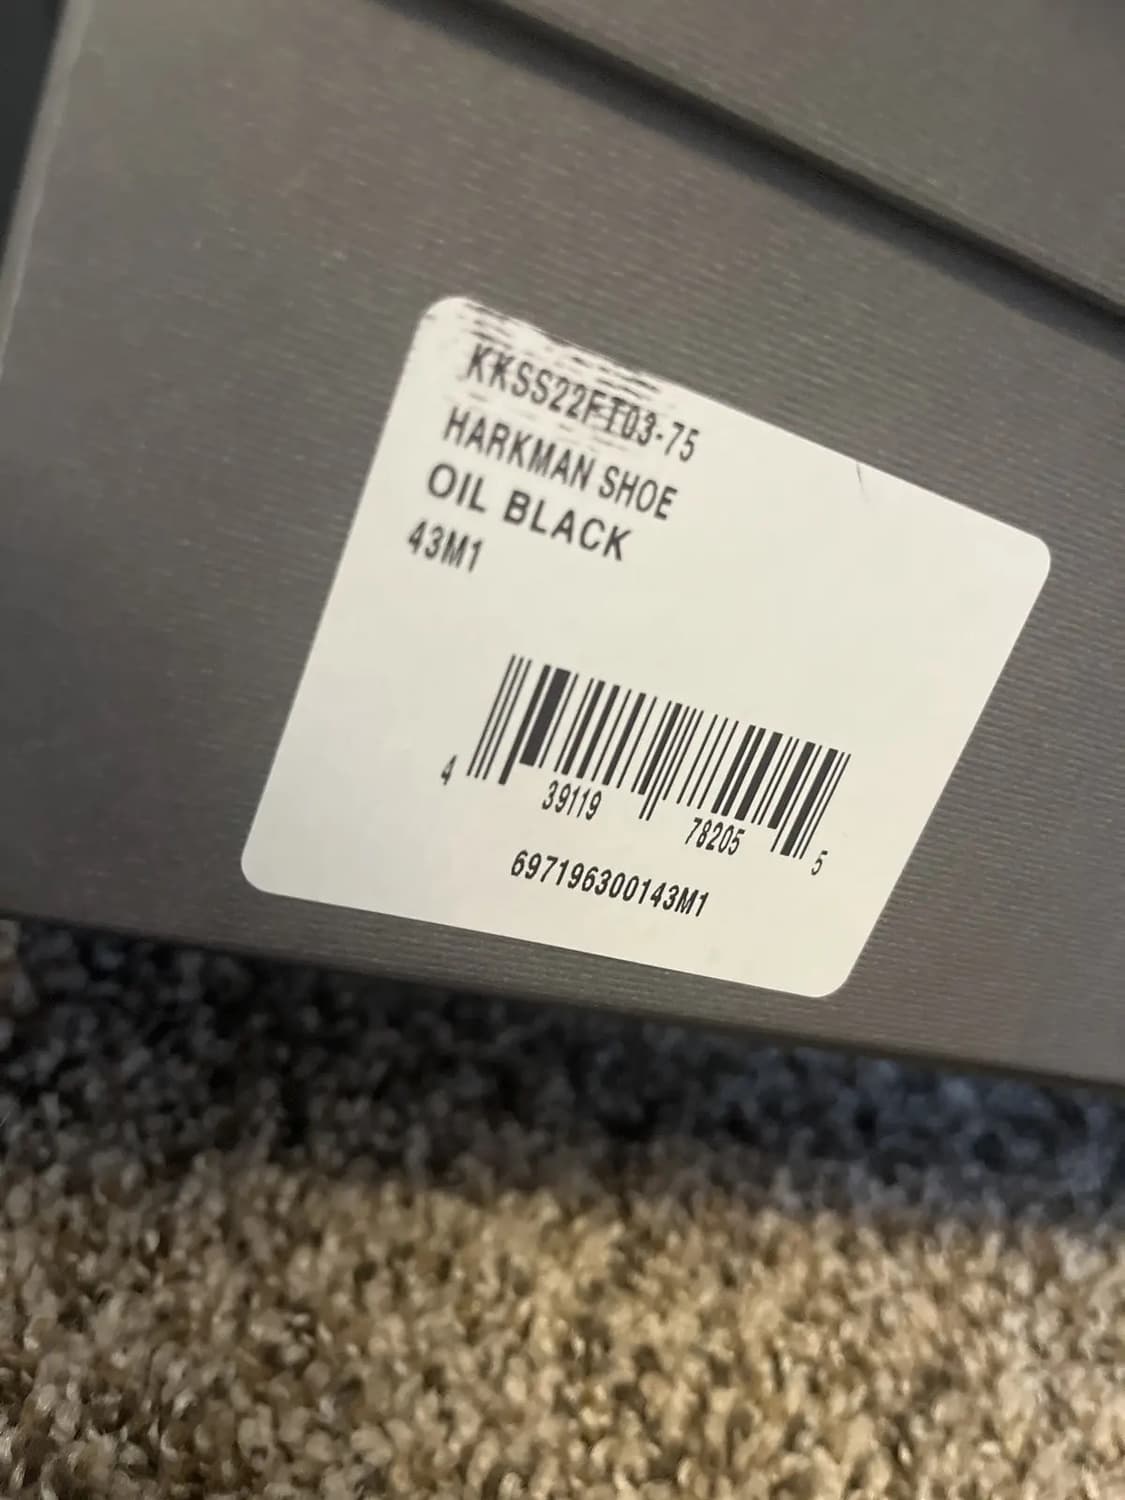 KKSS22FT03-75
HARKMAN SHOE
OIL BLACK
43M1
4 39119 78205 5
697196300143M1